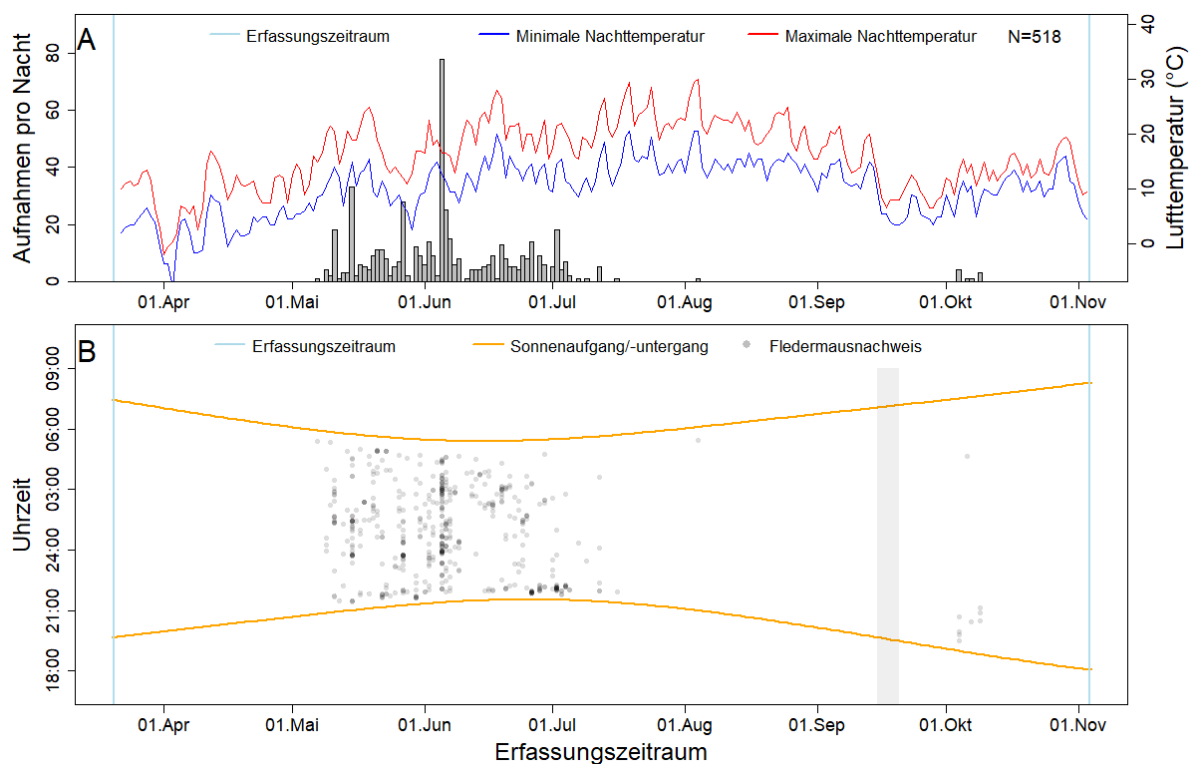 A
Erfassungszeitraum
Minimale Nachttemperatur
Maximale Nachttemperatur
N=518
Aufnahmen pro Nacht
0
20
40
60
80
Lufttemperatur (°C)
0
10
20
30
40
01.Apr
01.Mai
01.Jun
01.Jul
01.Aug
01.Sep
01.Okt
01.Nov
B
Erfassungszeitraum
Sonnenaufgang/-untergang
Fledermausnachweis
Uhrzeit
09:00
06:00
03:00
24:00
21:00
18:00
01.Apr
01.Mai
01.Jun
01.Jul
01.Aug
01.Sep
01.Okt
01.Nov
Erfassungszeitraum